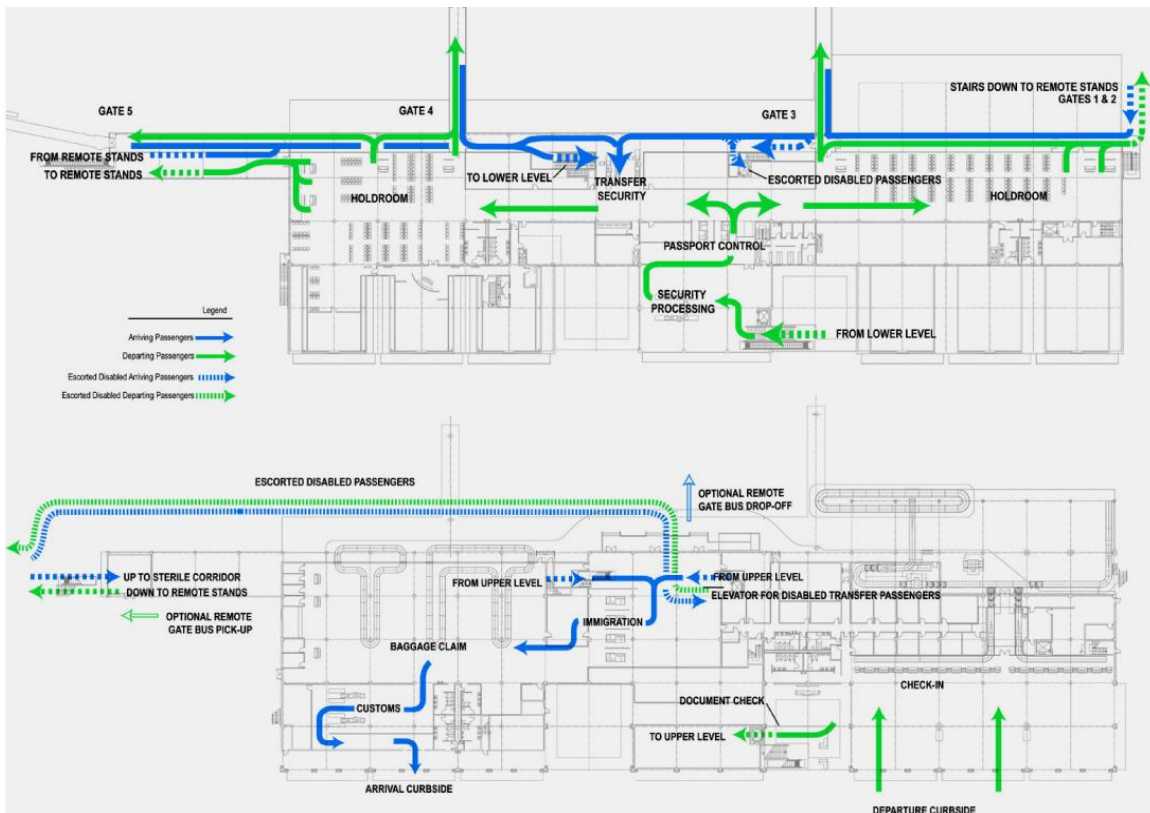 GATE 5
GATE 4
GATE 3
STAIRS DOWN TO REMOTE STANDS
GATES 1 & 2
FROM REMOTE STANDS
TO REMOTE STANDS
TO LOWER LEVEL
TRANSFER
SECURITY
ESCORTED DISABLED PASSENGERS
HOLDROOM
HOLDROOM
PASSPORT CONTROL
SECURITY
PROCESSING
FROM LOWER LEVEL
Legend
Arriving Passengers
Departing Passengers
Escorted Disabled Arriving Passengers
Escorted Disabled Departing Passengers
ESCORTED DISABLED PASSENGERS
OPTIONAL REMOTE
GATE BUS DROP-OFF
UP TO STERILE CORRIDOR
DOWN TO REMOTE STANDS
FROM UPPER LEVEL
FROM UPPER LEVEL
ELEVATOR FOR DISABLED TRANSFER PASSENGERS
OPTIONAL REMOTE
GATE BUS PICK-UP
IMMIGRATION
BAGGAGE CLAIM
CHECK-IN
CUSTOMS
DOCUMENT CHECK
TO UPPER LEVEL
ARRIVAL CURBSIDE
DEPARTURE CURBSIDE